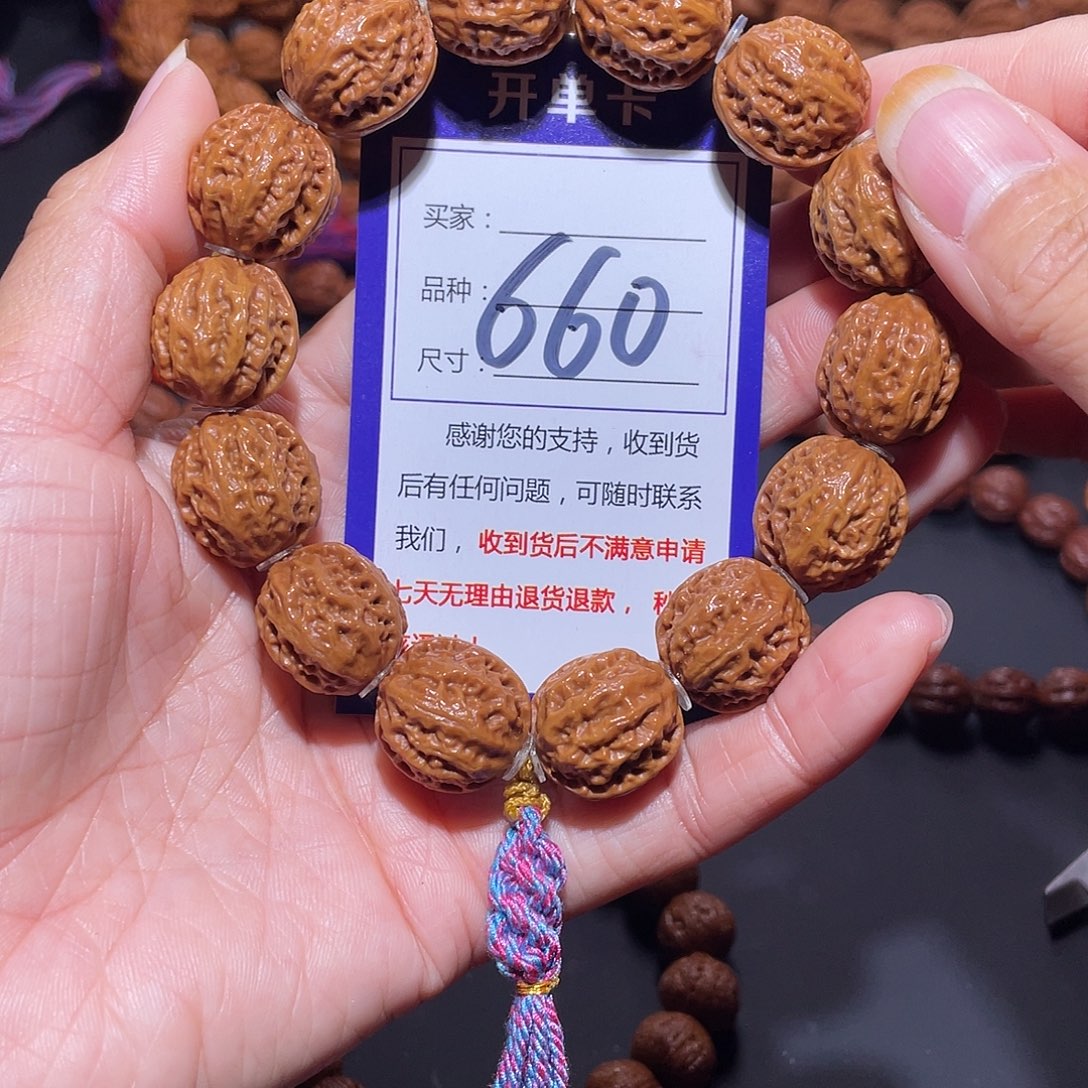 开单卡
买家：
品种：
660
尺寸：
感谢您的支持，收到货
后有任何问题，可随时联系
我们，收到货后不满意申请
七天无理由退货退款，